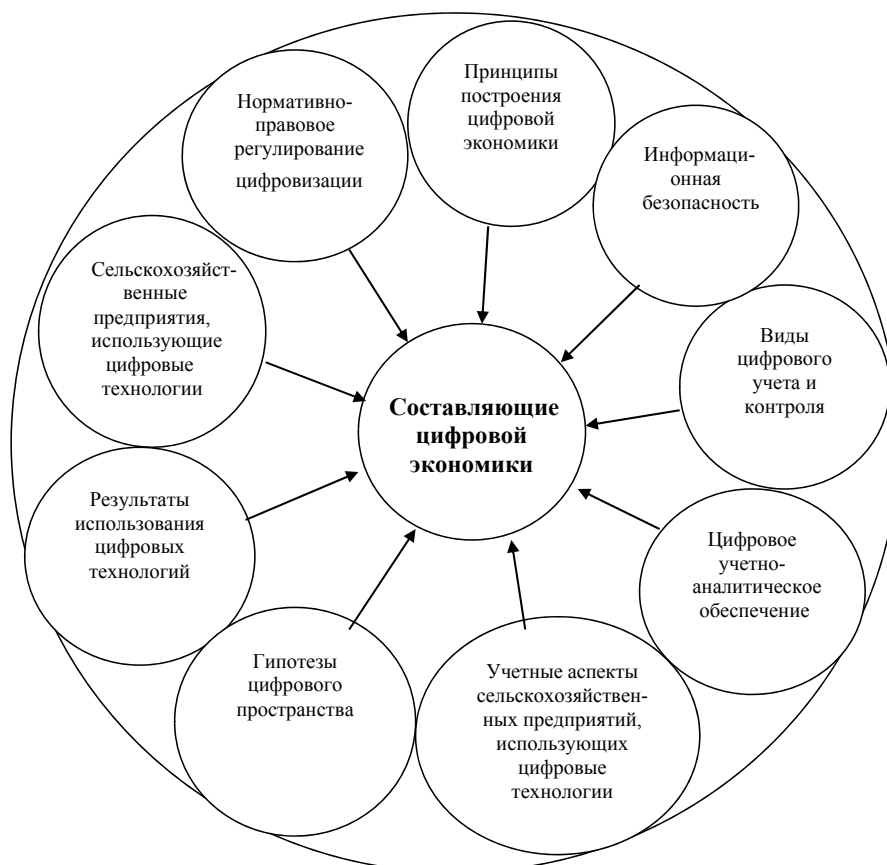 Принципы
построения
цифровой
экономики
Нормативно-
правовое
регулирование
цифровизации
Информаци-
онная
безопасность
Сельскохозяйст-
венные
предприятия,
использующие
цифровые
технологии
Виды
цифрового
учета и
контроля
Составляющие
цифровой
экономики
Результаты
использования
цифровых
технологий
Цифровое
учетно-
аналитическое
обеспечение
Гипотезы
цифрового
пространства
Учетные аспекты
сельскохозяйствен-
ных предприятий,
использующих
цифровые
технологии